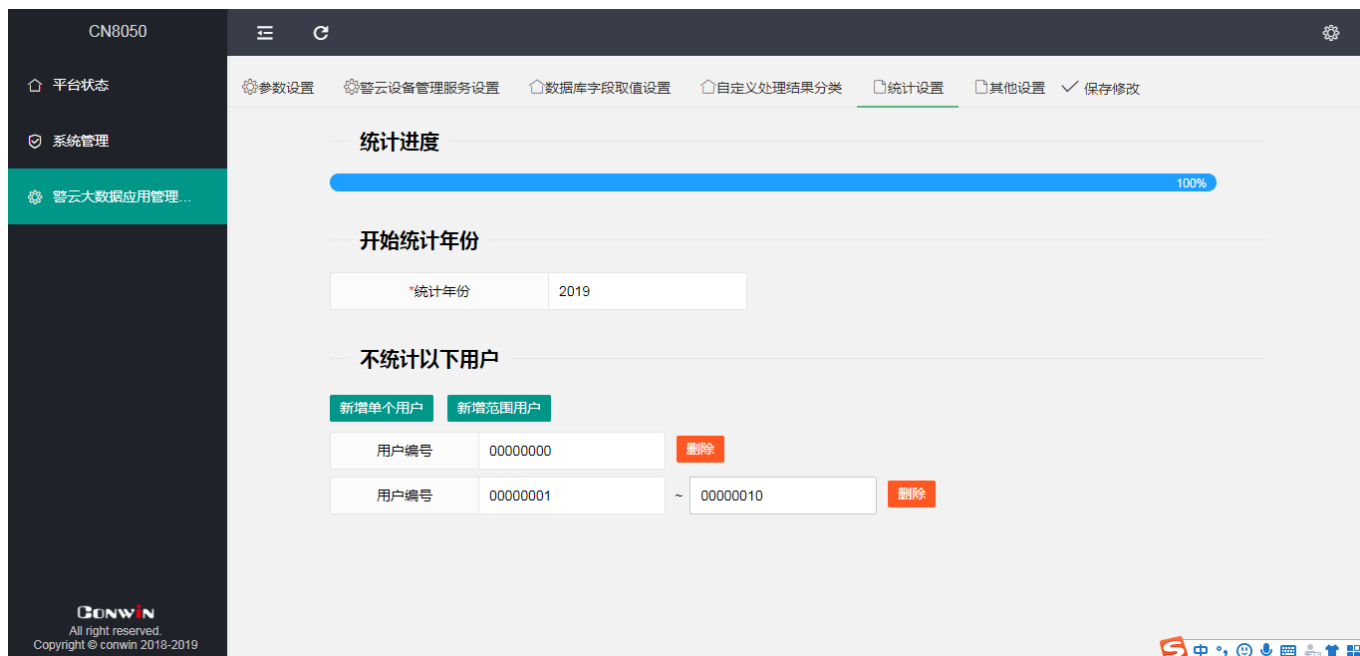 CN8050
平台状态
系统管理
警云大数据应用管理...
参数设置 警云设备管理服务设置 数据库字段取值设置 自定义处理结果分类 统计设置 其他设置 保存修改
统计进度
100%
开始统计年份
*统计年份 2019
不统计以下用户
新增单个用户 新增范围用户
用户编号 00000000 删除
用户编号 00000001 ~ 00000010 删除
CONWIN
All right reserved.
Copyright © conwin 2018-2019
S 中 °,